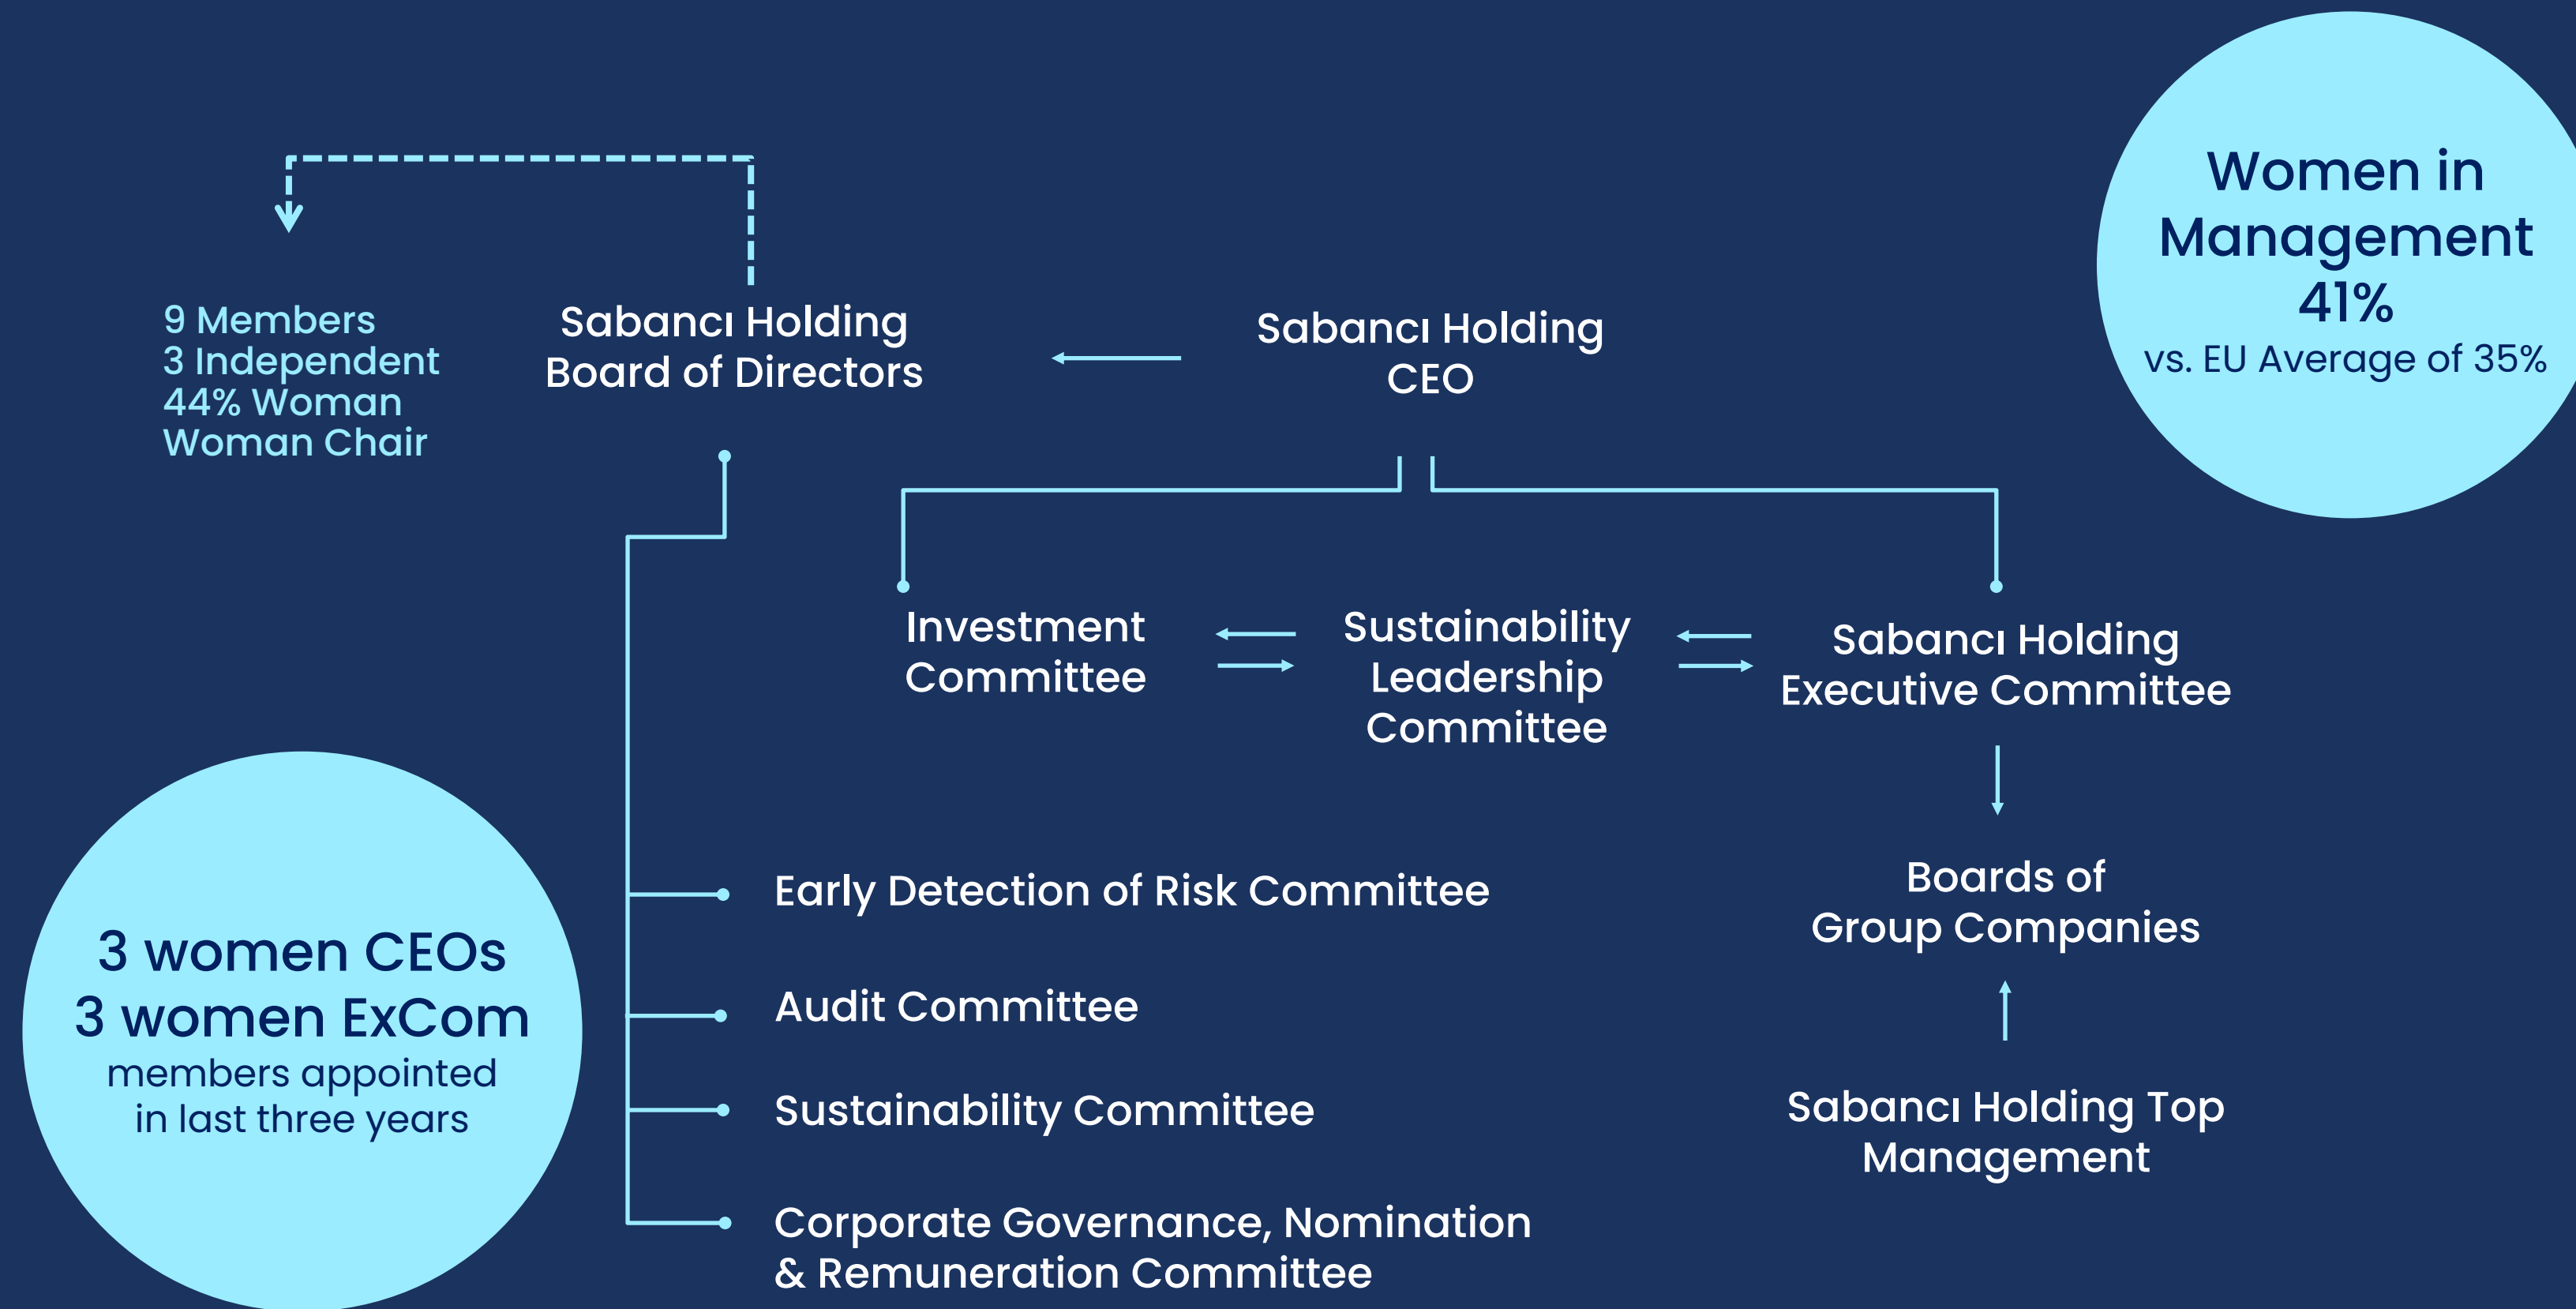 Women in
Management
41%
vs. EU Average of 35%
9 Members
3 Independent
44% Woman
Woman Chair
Sabancı Holding
Board of Directors
Sabancı Holding
CEO
Investment
Committee
Sustainability
Leadership
Committee
Sabancı Holding
Executive Committee
Boards of
Group Companies
Sabancı Holding Top
Management
Early Detection of Risk Committee
Audit Committee
Sustainability Committee
Corporate Governance, Nomination
& Remuneration Committee
3 women CEOs
3 women ExCom
members appointed
in last three years